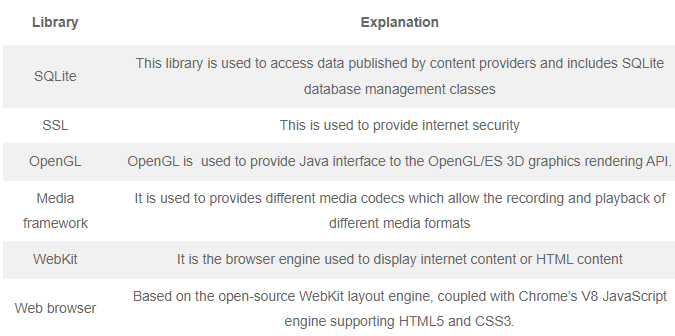 Library Explanation
SQLite This library is used to access data published by content providers and includes SQLite
database management classes
SSL This is used to provide internet security
OpenGL OpenGL is  used to provide Java interface to the OpenGL/ES 3D graphics rendering API.
Media
framework It is used to provides different media codecs which allow the recording and playback of
different media formats
WebKit It is the browser engine used to display internet content or HTML content
Web browser Based on the open-source WebKit layout engine, coupled with Chrome’s V8 JavaScript
engine supporting HTML5 and CSS3.